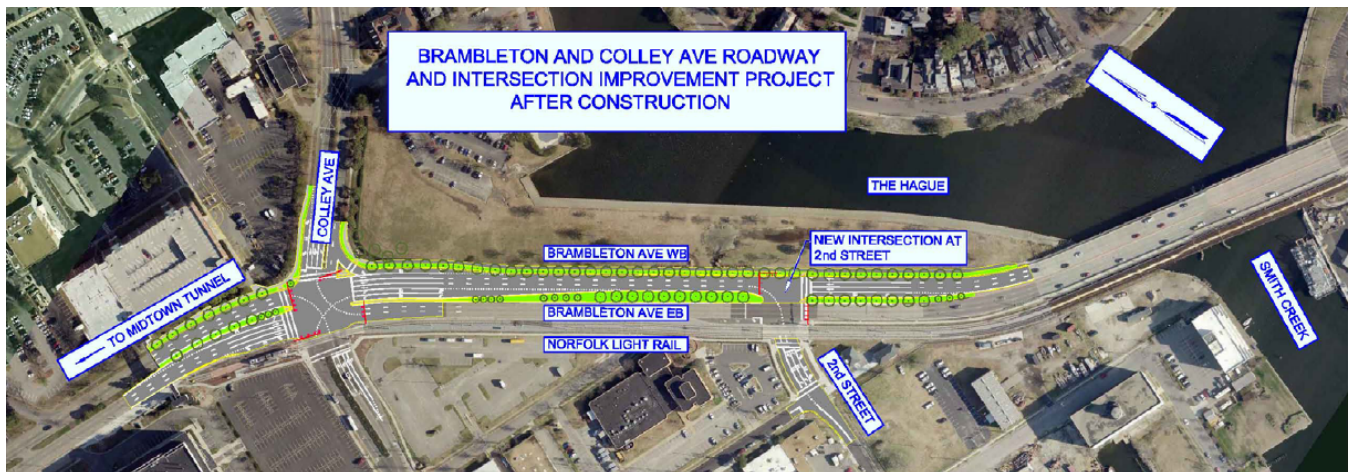 BRAMBLETON AND COLLEY AVE ROADWAY
AND INTERSECTION IMPROVEMENT PROJECT
AFTER CONSTRUCTION
COLLEY AVE
THE HAGUE
BRAMBLETON AVE WB
NEW INTERSECTION AT
2nd STREET
SMITH CREEK
TO MIDTOWN TUNNEL
BRAMBLETON AVE EB
NORFOLK LIGHT RAIL
2nd STREET